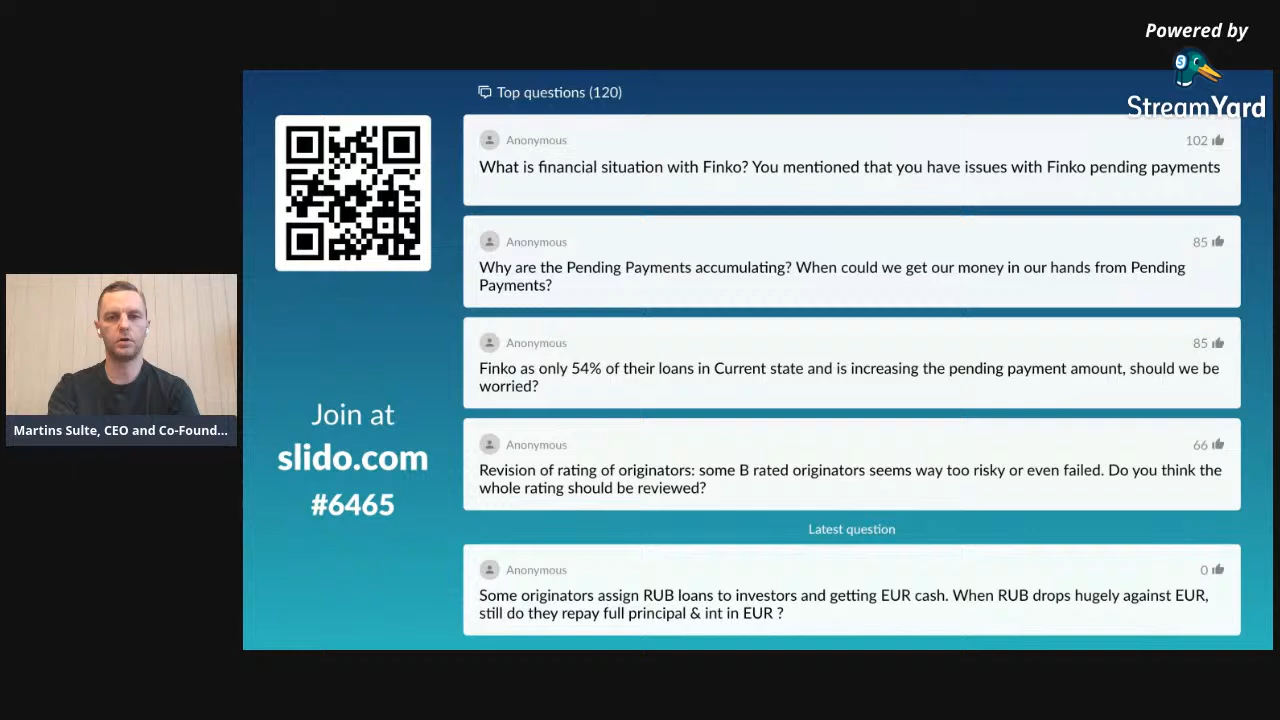 Powered by
StreamYard
Top questions (120)
Anonymous
102
What is financial situation with Finko? You mentioned that you have issues with Finko pending payments
Anonymous
85
Why are the Pending Payments accumulating? When could we get our money in our hands from Pending
Payments?
Anonymous
85
Finko as only 54% of their loans in Current state and is increasing the pending payment amount, should we be
worried?
Anonymous
66
Revision of rating of originators: some B rated originators seems way too risky or even failed. Do you think the
whole rating should be reviewed?
Latest question
Anonymous
0
Some originators assign RUB loans to investors and getting EUR cash. When RUB drops hugely against EUR,
still do they repay full principal & int in EUR ?
Join at
slido.com
#6465
Martins Sulte, CEO and Co-Found...